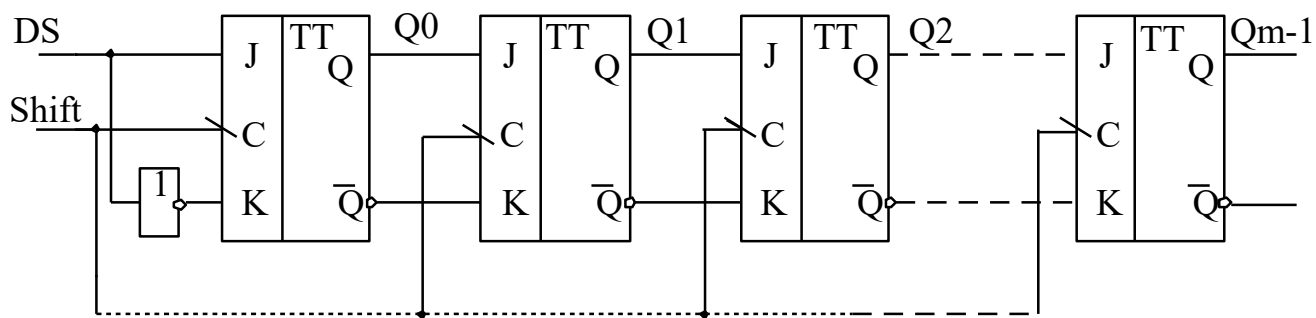 DS J TT Q Q0 J TT Q Q1 J TT Q Q2 J TT Q Qm-1
Shift C C C C
1 K Q̅ K Q̅ K Q̅ K Q̅